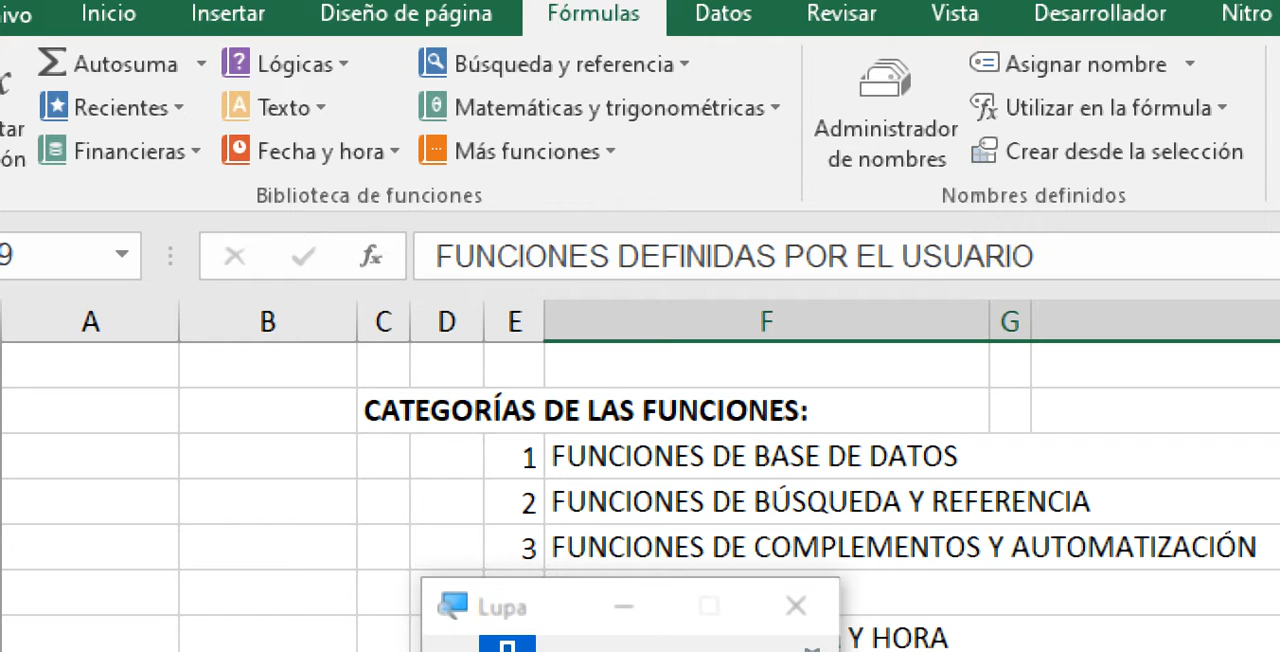 ivo Inicio Insertar Diseño de página Fórmulas Datos Revisar Vista Desarrollador Nitro
Autosuma Lógicas Búsqueda y referencia Asignar nombre
Recientes Texto Matemáticas y trigonométricas Utilizar en la fórmula
tar
Financieras Fecha y hora Más funciones Crear desde la selección
ón
Administrador
de nombres
Biblioteca de funciones Nombres definidos
9 fx FUNCIONES DEFINIDAS POR EL USUARIO
A B C D E F G
CATEGORÍAS DE LAS FUNCIONES:
1 FUNCIONES DE BASE DE DATOS
2 FUNCIONES DE BÚSQUEDA Y REFERENCIA
3 FUNCIONES DE COMPLEMENTOS Y AUTOMATIZACIÓN
Lupa
Y HORA